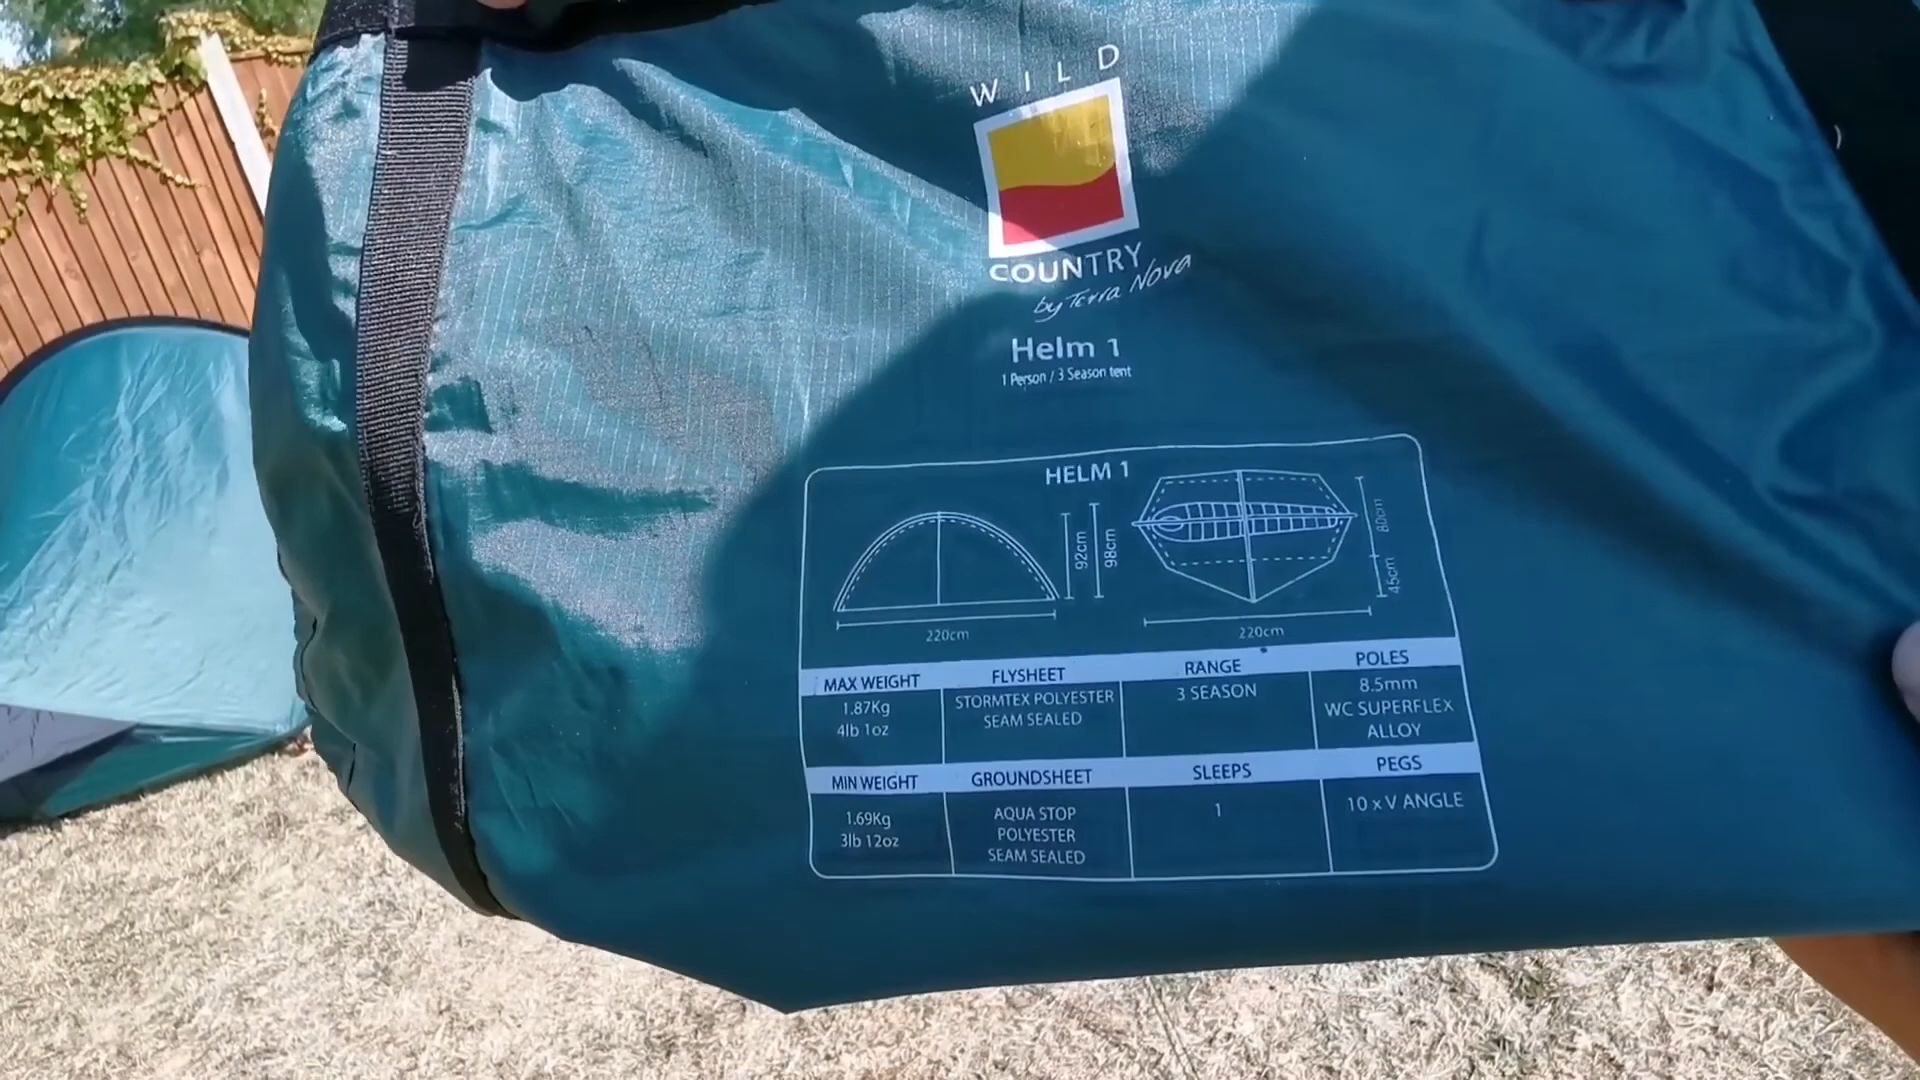 WILD
COUNTRY
by Terra Nova
Helm 1
1 Person / 3 Season tent
HELM 1
92cm
98cm
220cm
80cm
45cm
220cm
MAX WEIGHT
1.87Kg
4lb 1oz
FLYSHEET
STORMTEX POLYESTER
SEAM SEALED
RANGE
3 SEASON
POLES
8.5mm
WC SUPERFLEX
ALLOY
MIN WEIGHT
1.69Kg
3lb 12oz
GROUNDSHEET
AQUA STOP
POLYESTER
SEAM SEALED
SLEEPS
1
PEGS
10 x V ANGLE